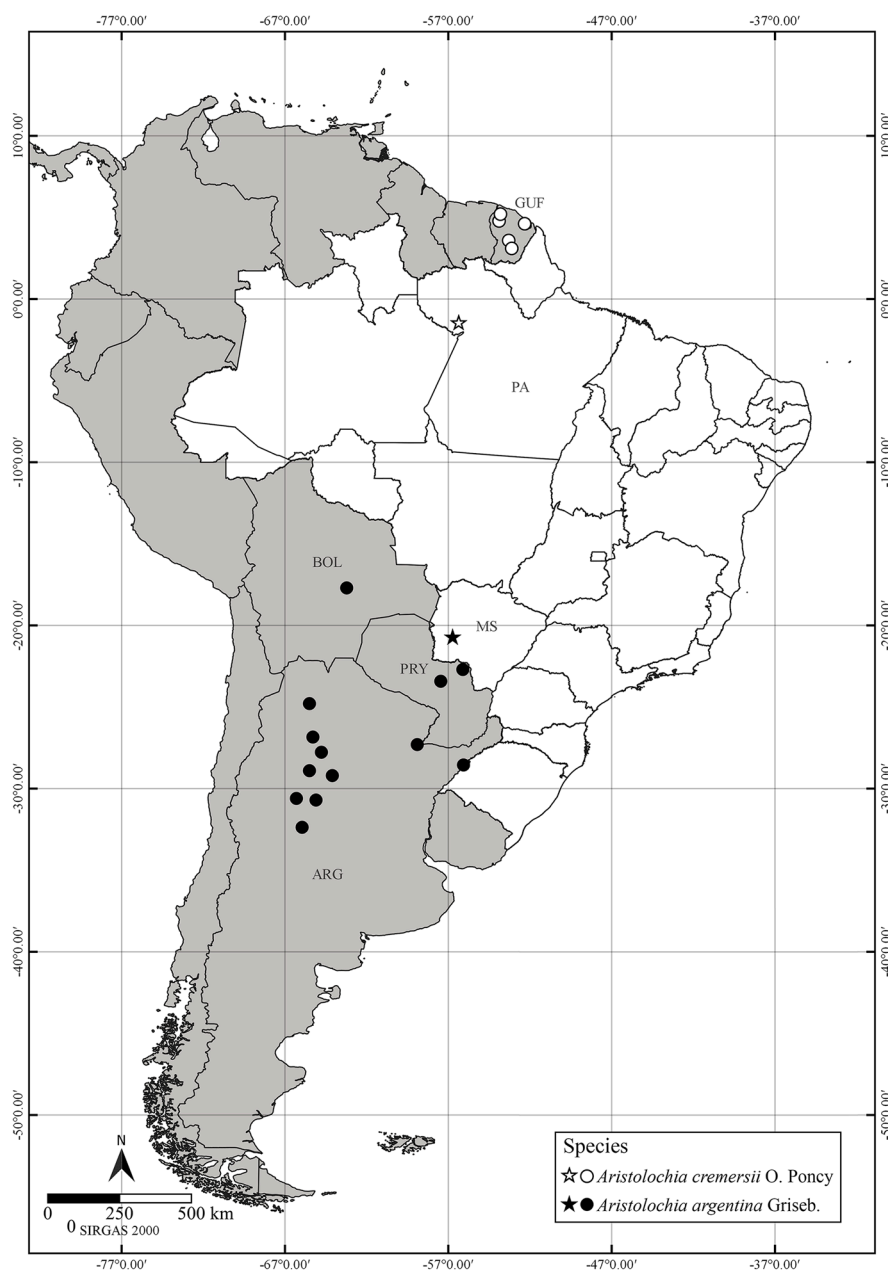 -77°0.00' -67°0.00' -57°0.00' -47°0.00' -37°0.00'
10°0.00' 10°0.00'
GUF
0°0.00' 0°0.00'
PA
-10°0.00' -10°0.00'
BOL
-20°0.00' -20°0.00'
MS
PRY
-30°0.00' -30°0.00'
ARG
-40°0.00' -40°0.00'
-50°0.00' -50°0.00'
N
0 250 500 km
0 SIRGAS 2000
Species
Aristolochia cremersii O. Poncy
Aristolochia argentina Griseb.
-77°0.00' -67°0.00' -57°0.00' -47°0.00' -37°0.00'